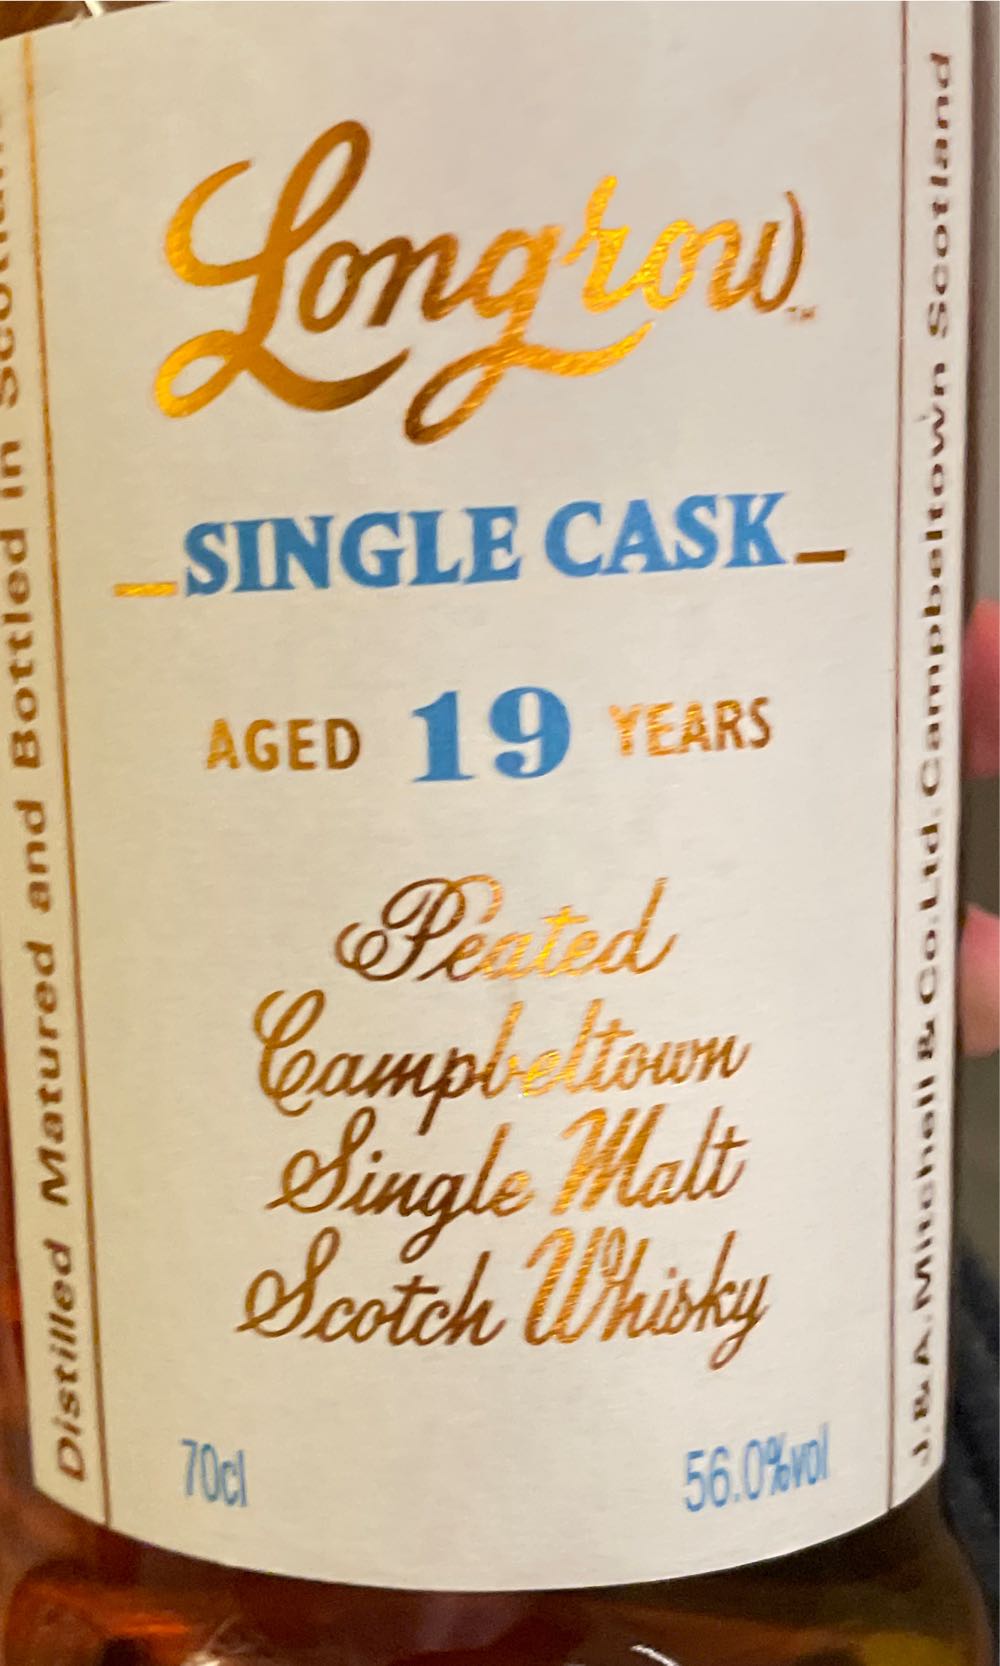 Longrow™
SINGLE CASK
AGED 19 YEARS
Peated
Campbeltown
Single Malt
Scotch Whisky
70cl
56.0%vol
Distilled Matured and Bottled in Scotland
J.& A.Mitchell & Co.Ltd.Campbeltown Scotland